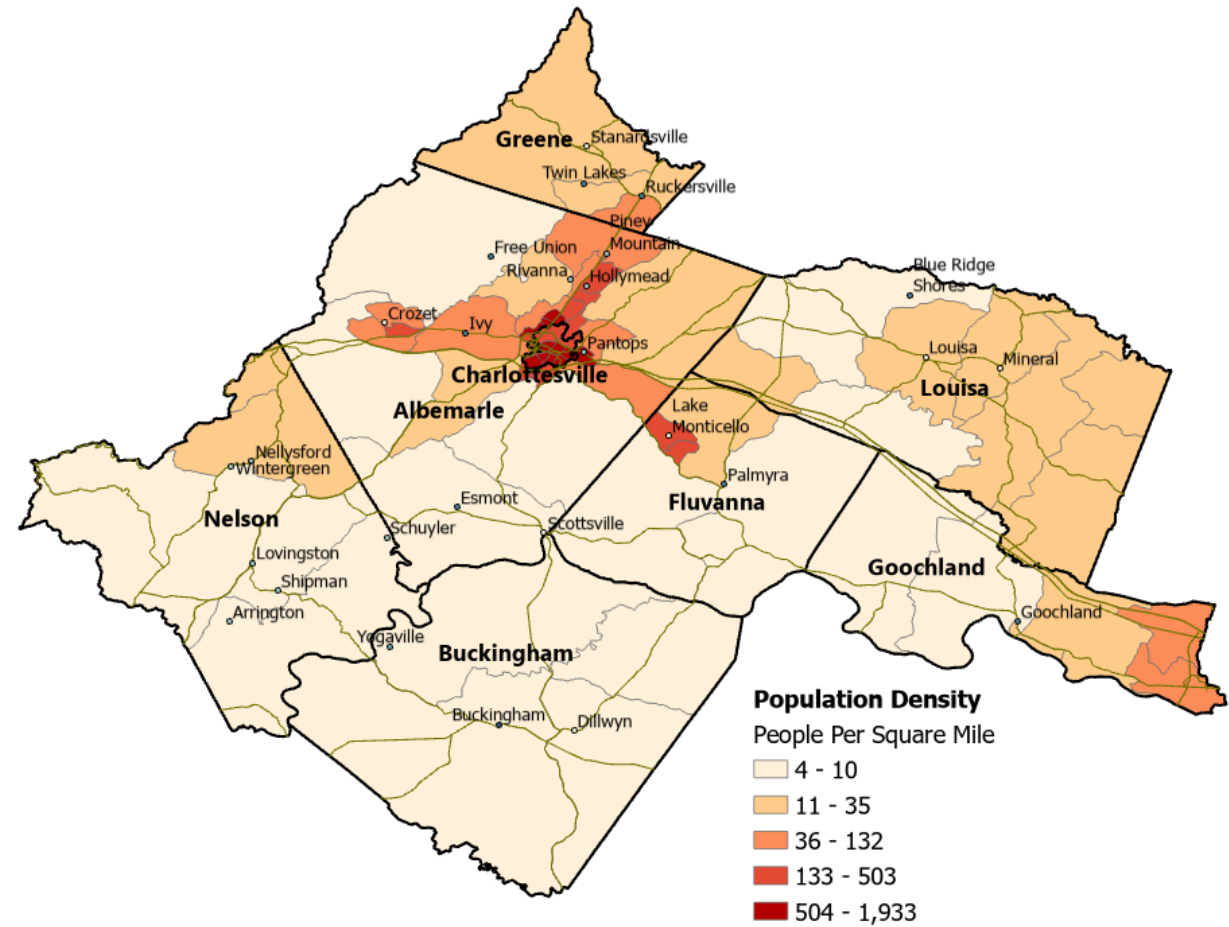 Greene
Stanardsville
Twin Lakes
Ruckersville
Piney
Mountain
Free Union
Rivanna
Hollymead
Blue Ridge
Shores
Crozet
Ivy
Pantops
Louisa
Mineral
Charlottesville
Louisa
Albemarle
Lake
Monticello
Nellysford
Wintergreen
Palmyra
Esmont
Fluvanna
Nelson
Schuyler
Scottsville
Lovingston
Goochland
Shipman
Arrington
Goochland
Yogaville
Buckingham
Buckingham
Dillwyn
Population Density
People Per Square Mile
4 - 10
11 - 35
36 - 132
133 - 503
504 - 1,933